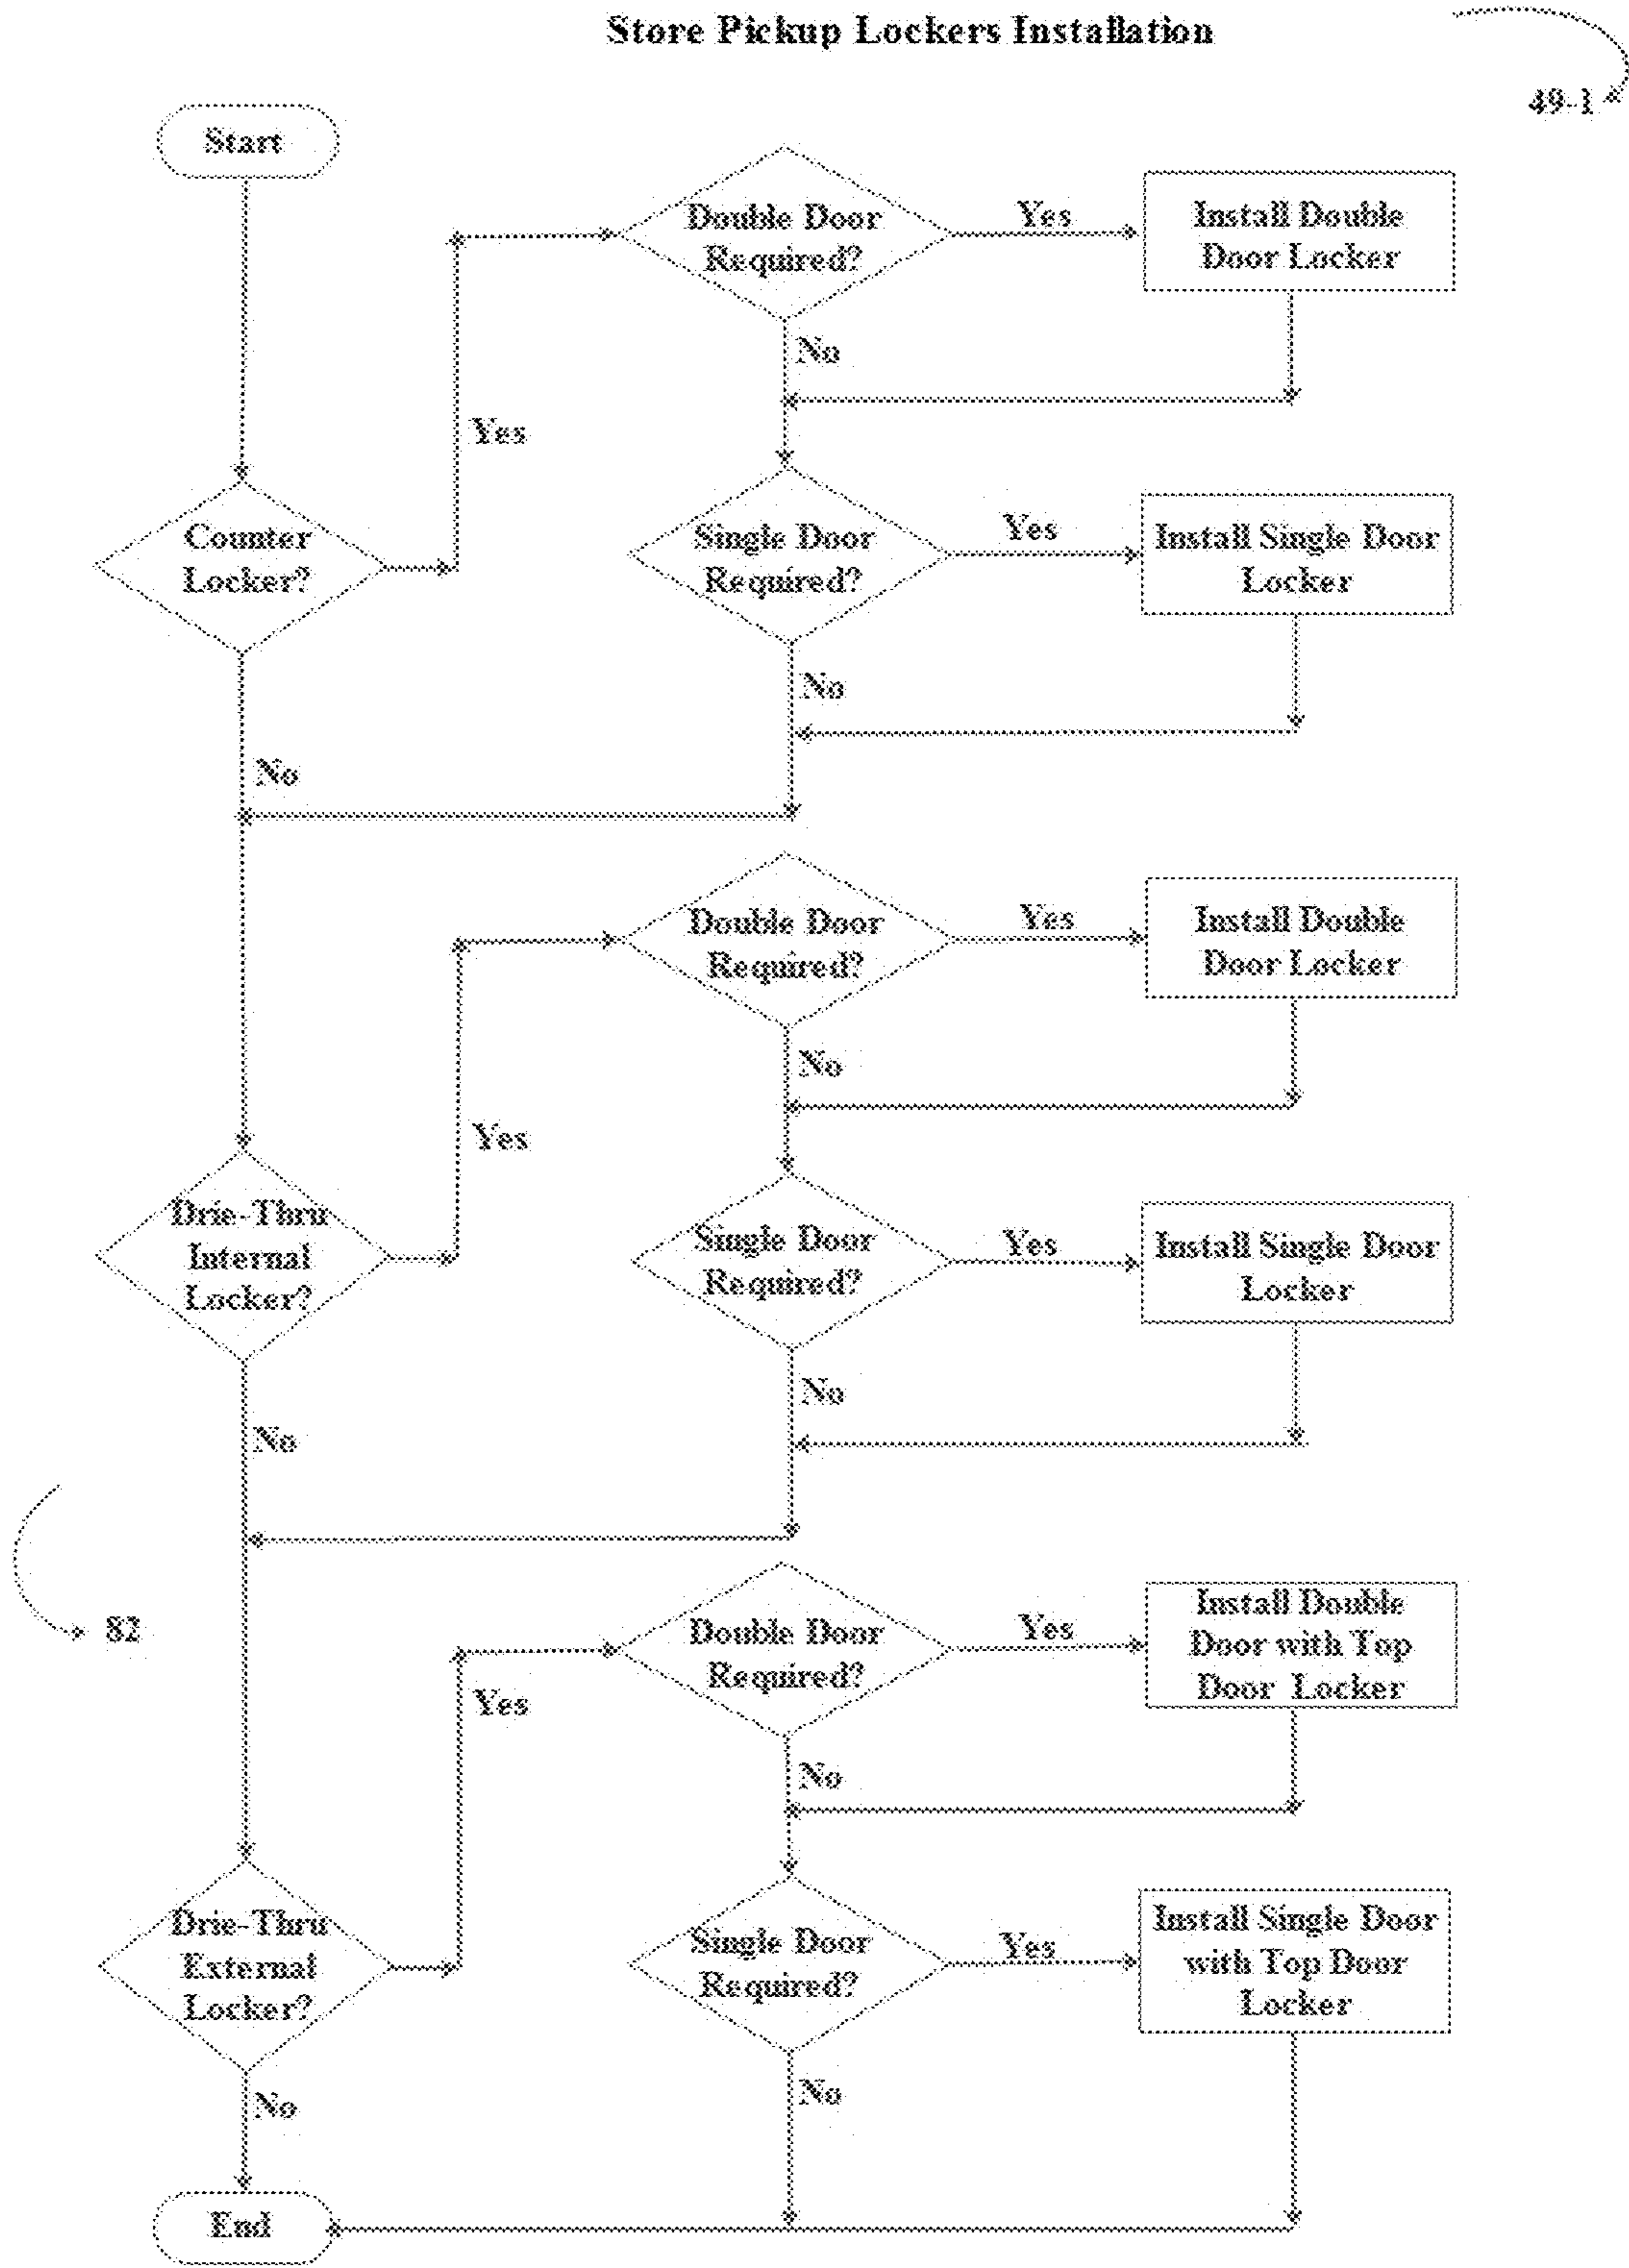 Store Pickup Lockers Installation
49-1
Start
Double Door
Required?
Yes
Install Double
Door Locker
No
Yes
Counter
Locker?
Single Door
Required?
Yes
Install Single Door
Locker
No
No
Double Door
Required?
Yes
Install Double
Door Locker
No
Yes
Drie-Thru
Internal
Locker?
Single Door
Required?
Yes
Install Single Door
Locker
No
No
82
Double Door
Required?
Yes
Install Double
Door with Top
Door Locker
Yes
No
Drie-Thru
External
Locker?
Single Door
Required?
Yes
Install Single Door
with Top Door
Locker
No
No
End